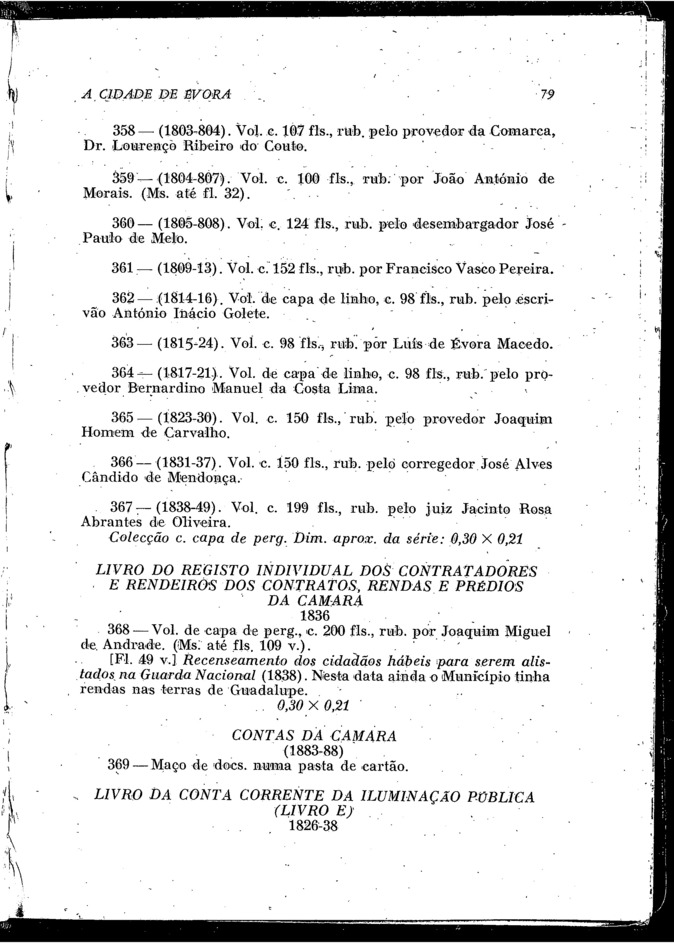 A CIDADE DE ÉVORA 79
358 — (1803-804). Vol. c. 107 fls., rub. pelo provedor da Comarca,
Dr. Lourenço Ribeiro do Couto.
359 — (1804-807). Vol. c. 100 fls., rub. por João António de
Morais. (Ms. até fl. 32).
360 — (1805-808). Vol. c. 124 fls., rub. pelo desembargador José
Paulo de Melo.
361 — (1809-13). Vol. c. 152 fls., rub. por Francisco Vasco Pereira.
362 — (1814-16). Vol. de capa de linho, c. 98 fls., rub. pelo escri-
vão António Inácio Golete.
363 — (1815-24). Vol. c. 98 fls., rub. por Luís de Évora Macedo.
364 — (1817-21). Vol. de capa de linho, c. 98 fls., rub. pelo pro-
vedor Bernardino Manuel da Costa Lima.
365 — (1823-30). Vol. c. 150 fls., rub. pelo provedor Joaquim
Homem de Carvalho.
366 — (1831-37). Vol. c. 150 fls., rub. pelo corregedor José Alves
Cândido de Mendonça.
367 — (1838-49). Vol. c. 199 fls., rub. pelo juiz Jacinto Rosa
Abrantes de Oliveira.
Colecção c. capa de perg. Dim. aprox. da série: 0,30 × 0,21
LIVRO DO REGISTO INDIVIDUAL DOS CONTRATADORES
E RENDEIROS DOS CONTRATOS, RENDAS E PRÉDIOS
DA CAMARA
1836
368 — Vol. de capa de perg., c. 200 fls., rub. por Joaquim Miguel
de Andrade. (Ms. até fls. 109 v.).
[Fl. 49 v.] Recenseamento dos cidadãos hábeis para serem alis-
tados na Guarda Nacional (1838). Nesta data ainda o Município tinha
rendas nas terras de Guadalupe.
0,30 × 0,21
CONTAS DA CAMARA
(1883-88)
369 — Maço de docs. numa pasta de cartão.
LIVRO DA CONTA CORRENTE DA ILUMINAÇÃO PÚBLICA
(LIVRO E)
1826-38